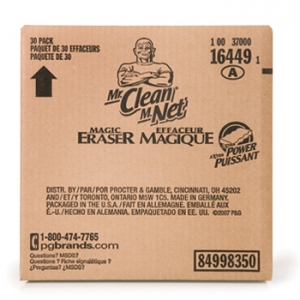 30 PACK
PAQUET DE 30 EFFACEURS
PAQUETE DE 30
1 00 37000
16449 1
A
Mr. Clean
M. Net
MAGIC EFFACEUR
ERASER MAGIQUE
Extra POWER
PUISSANT
DISTR. BY/PAR/POR PROCTER & GAMBLE, CINCINNATI, OH 45202
AND/ET/Y TORONTO, ONTARIO M5W 1C5. MADE IN GERMANY,
PACKAGED IN THE U.S.A./FAIT EN ALLEMAGNE. EMBALLÉ AUX
É.-U./HECHO EN ALEMANIA. EMPAQUETADO EN EE. UU. ©2007 P&G
1-800-474-7765
pgbrands.com
Questions? MSDS?
Questions ? Fiche signalétique ?
¿Preguntas? ¿MSDS?
84998350